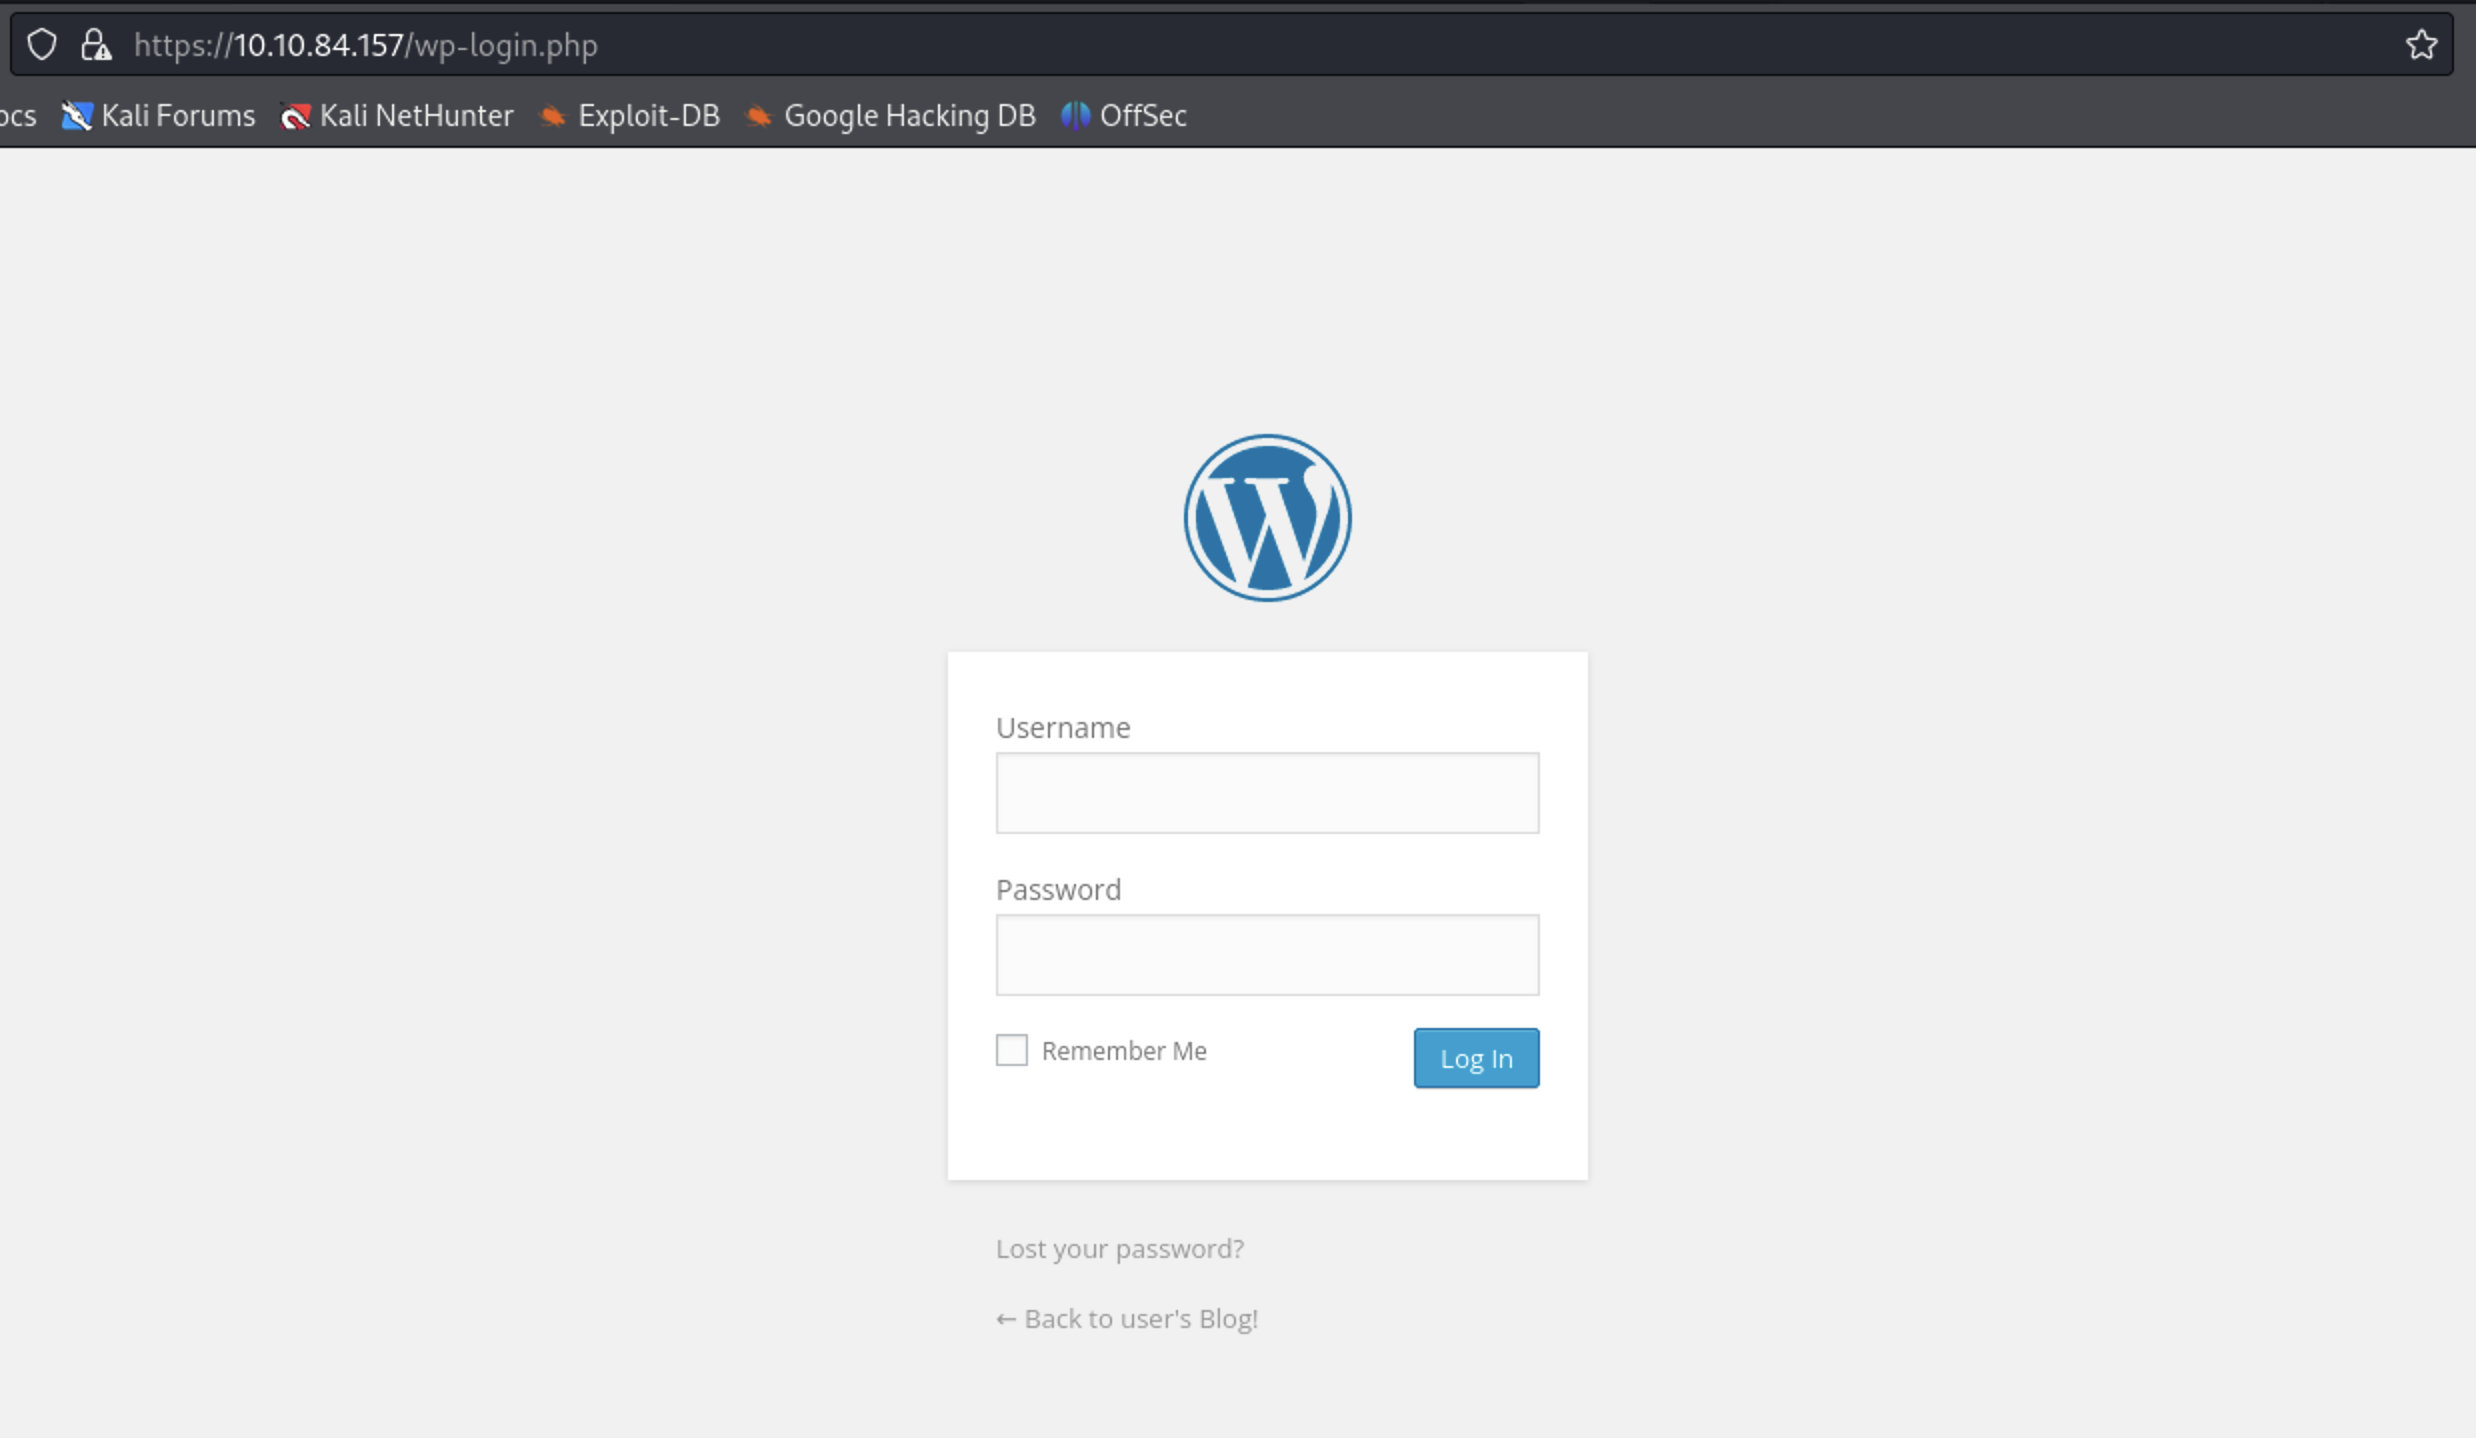 https://10.10.84.157/wp-login.php
ocs Kali Forums Kali NetHunter Exploit-DB Google Hacking DB OffSec
Username
Password
Remember Me Log In
Lost your password?
← Back to user's Blog!